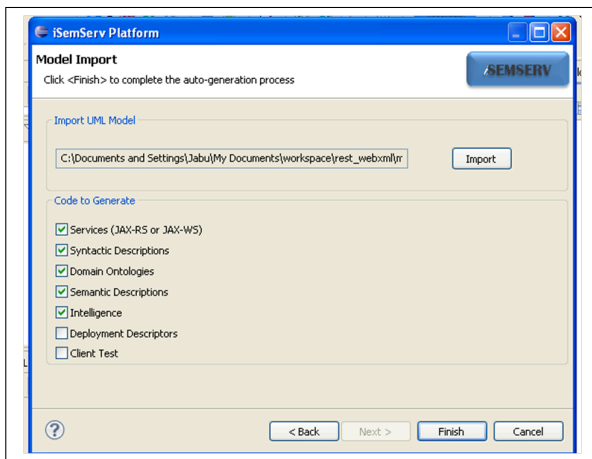 iSemServ Platform
Model Import
Click <Finish> to complete the auto-generation process
iSEMSERV
Import UML Model
C:\Documents and Settings\Jabu\My Documents\workspace\rest_webxml\r
Import
Code to Generate
Services (JAX-RS or JAX-WS)
Syntactic Descriptions
Domain Ontologies
Semantic Descriptions
Intelligence
Deployment Descriptors
Client Test
? < Back Next > Finish Cancel